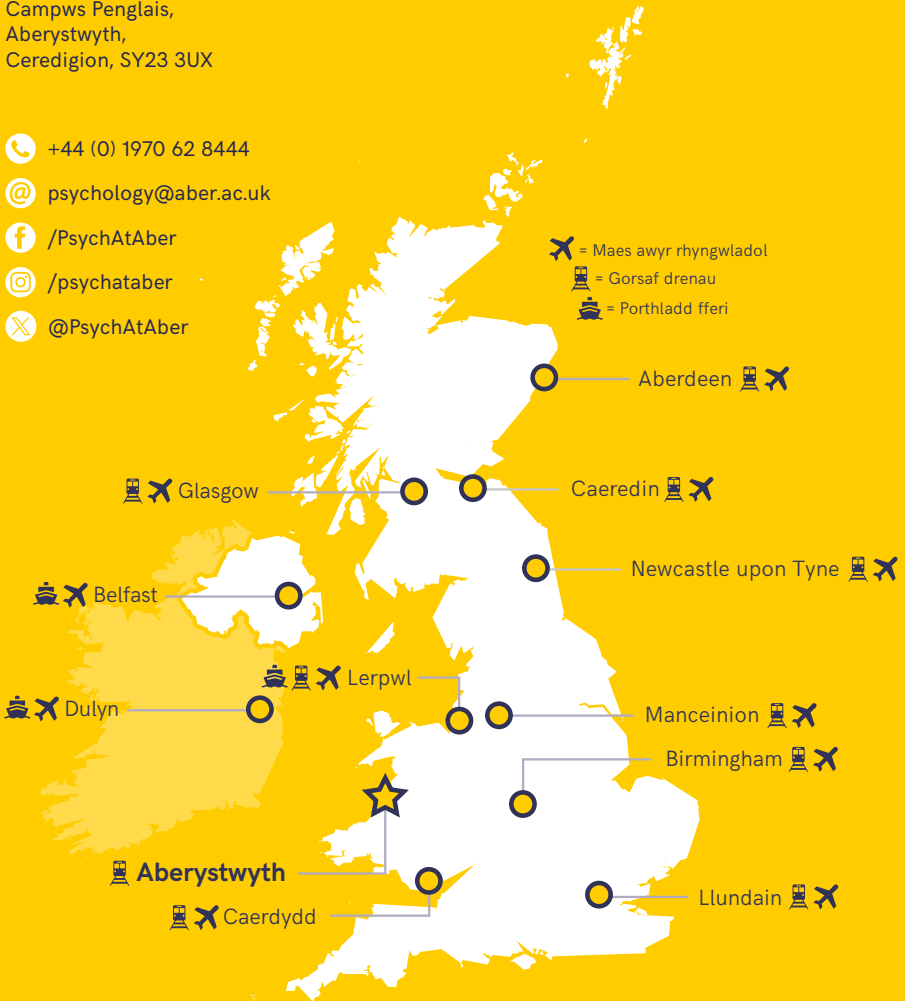 Campws Penglais,
Aberystwyth,
Ceredigion, SY23 3UX
+44 (0) 1970 62 8444
psychology@aber.ac.uk
/PsychAtAber
/psychataber
@PsychAtAber
= Maes awyr rhyngwladol
= Gorsaf drenau
= Porthladd fferi
Aberdeen
Glasgow
Caeredin
Newcastle upon Tyne
Belfast
Lerpwl
Dulyn
Manceinion
Birmingham
Aberystwyth
Llundain
Caerdydd